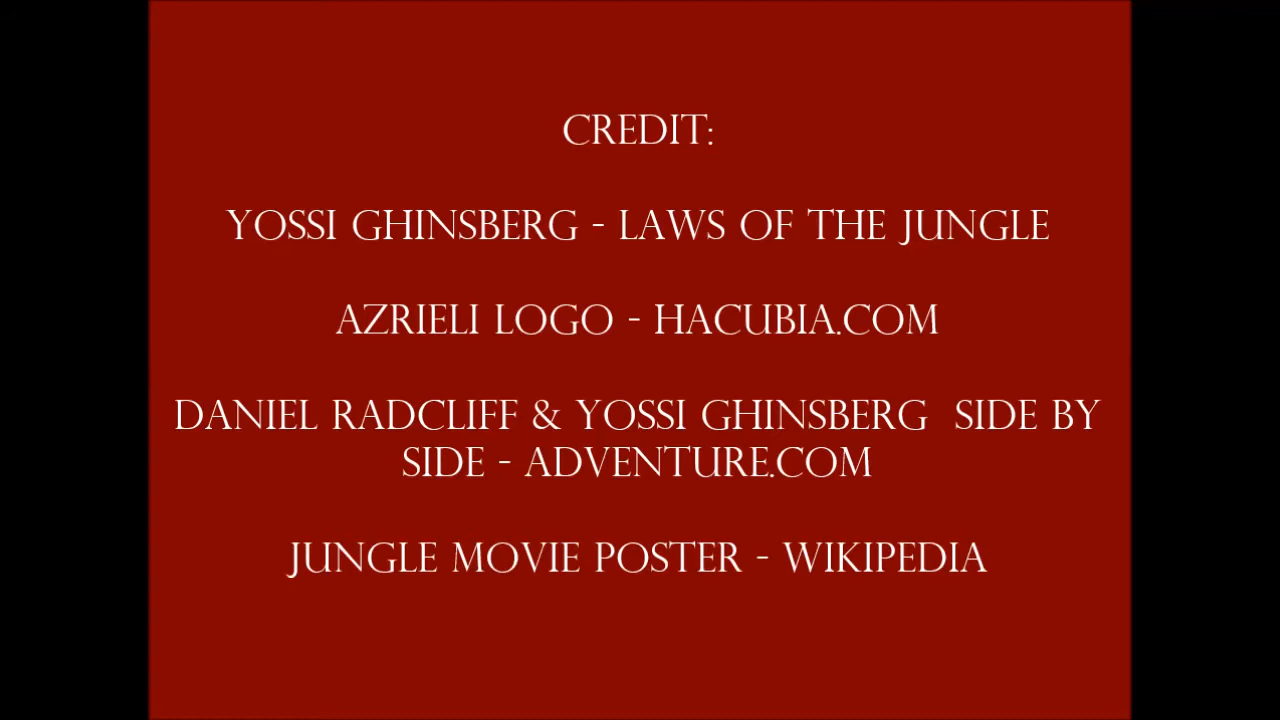 CREDIT:
YOSSI GHINSBERG - LAWS OF THE JUNGLE
AZRIELI LOGO - HACUBIA.COM
DANIEL RADCLIFF & YOSSI GHINSBERG SIDE BY
SIDE - ADVENTURE.COM
JUNGLE MOVIE POSTER - WIKIPEDIA